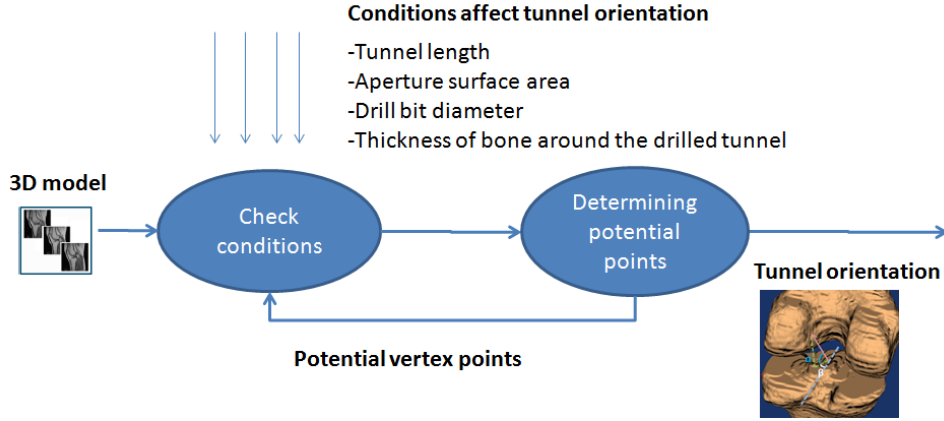 Conditions affect tunnel orientation
-Tunnel length
-Aperture surface area
-Drill bit diameter
-Thickness of bone around the drilled tunnel
3D model
Check
conditions
Determining
potential
points
Tunnel orientation
Potential vertex points
β